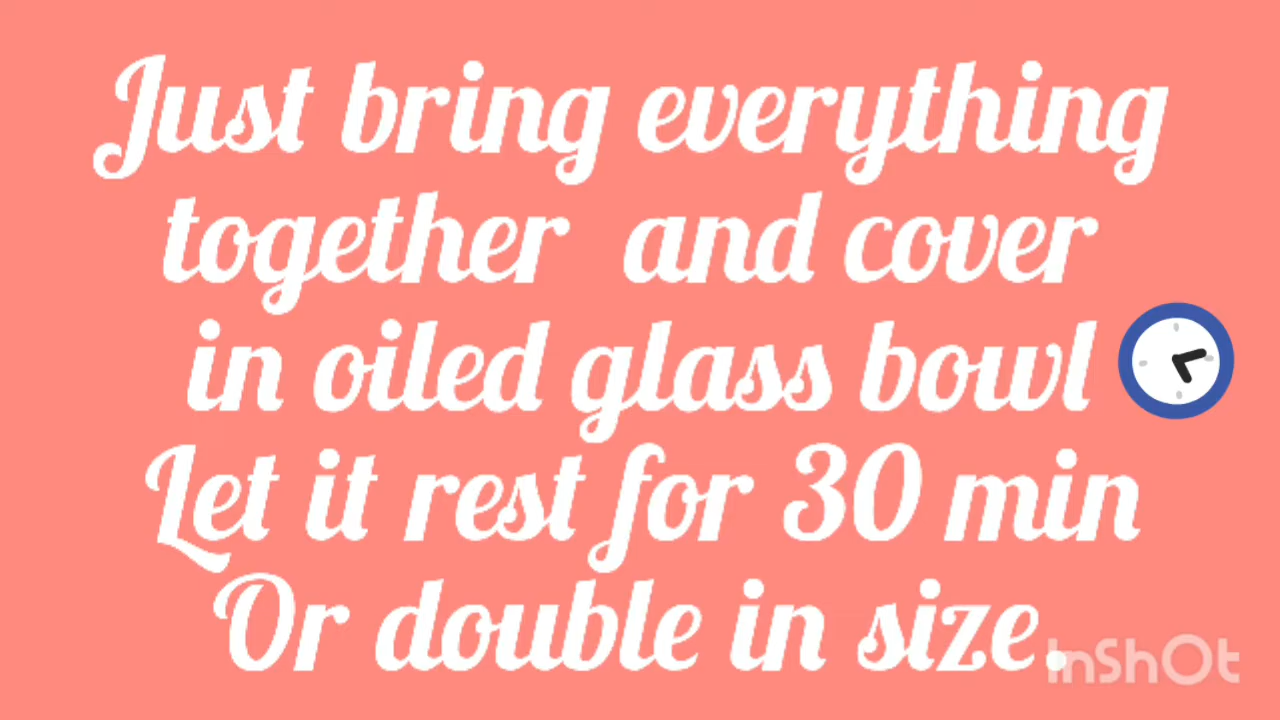 Just bring everything
together and cover
in oiled glass bowl
Let it rest for 30 min
Or double in size.
InShOt